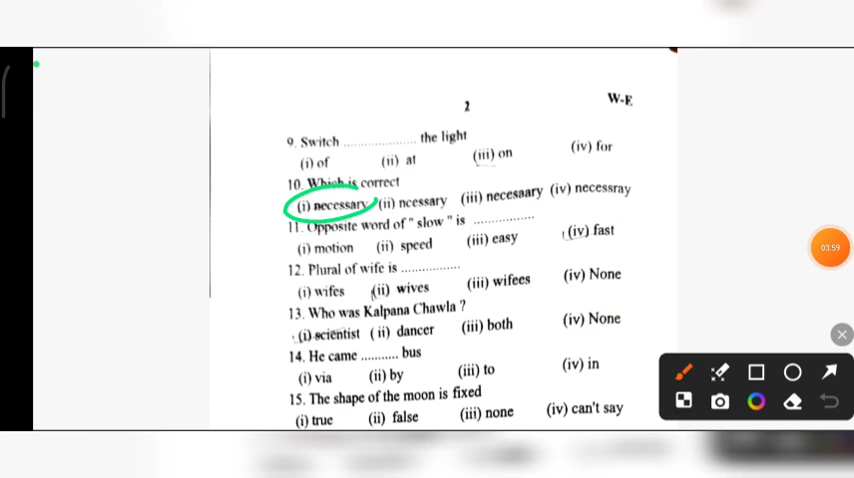 2
W-E
9. Switch ..................... the light
(i) of (ii) at (iii) on (iv) for
10. Which is correct
(i) necessary (ii) ncessary (iii) necesaary (iv) necessray
11. Opposite word of " slow " is .................
(i) motion (ii) speed (iii) easy (iv) fast
12. Plural of wife is .................
(i) wifes (ii) wives (iii) wifees (iv) None
13. Who was Kalpana Chawla ?
(i) scientist ( ii) dancer (iii) both (iv) None
14. He came ........... bus
(i) via (ii) by (iii) to (iv) in
15. The shape of the moon is fixed
(i) true (ii) false (iii) none (iv) can't say
03:59